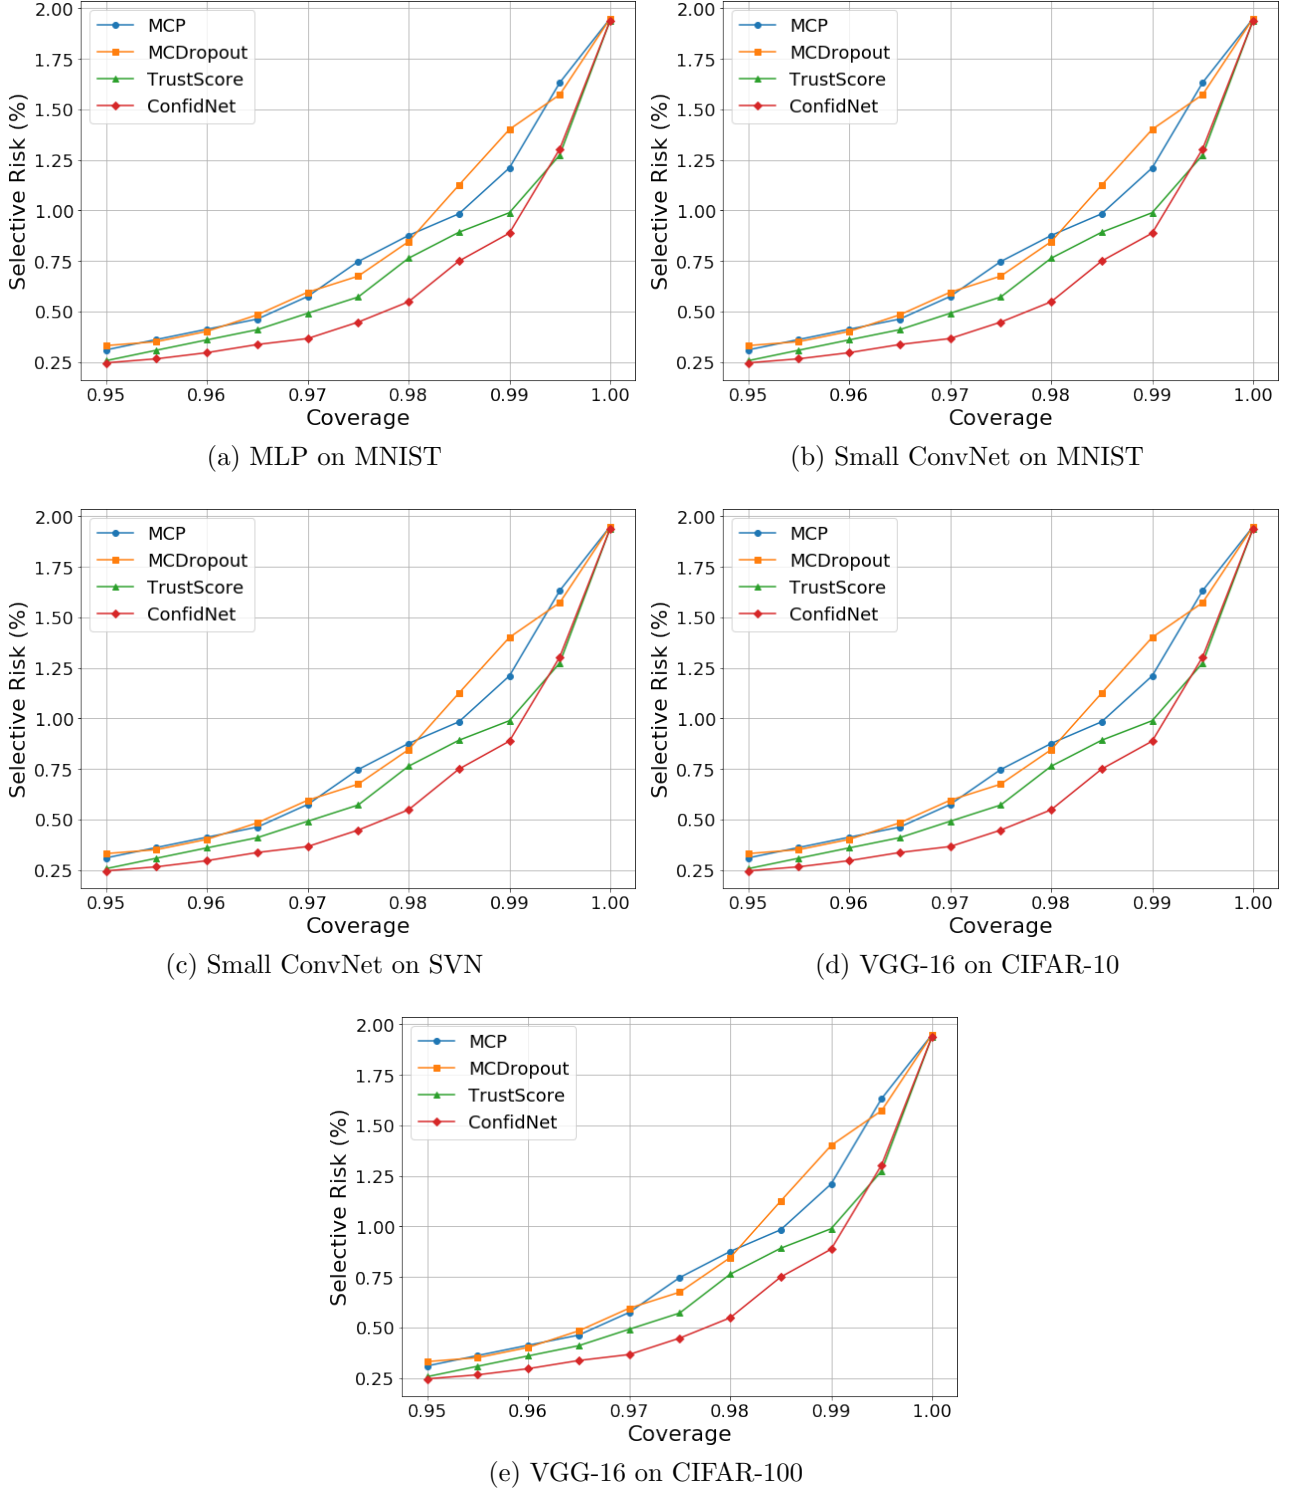 2.00
1.75
1.50
1.25
1.00
0.75
0.50
0.25
Selective Risk (%)
MCP
MCDropout
TrustScore
ConfidNet
0.95 0.96 0.97 0.98 0.99 1.00
Coverage
(a) MLP on MNIST
2.00
1.75
1.50
1.25
1.00
0.75
0.50
0.25
Selective Risk (%)
MCP
MCDropout
TrustScore
ConfidNet
0.95 0.96 0.97 0.98 0.99 1.00
Coverage
(b) Small ConvNet on MNIST
2.00
1.75
1.50
1.25
1.00
0.75
0.50
0.25
Selective Risk (%)
MCP
MCDropout
TrustScore
ConfidNet
0.95 0.96 0.97 0.98 0.99 1.00
Coverage
(c) Small ConvNet on SVN
2.00
1.75
1.50
1.25
1.00
0.75
0.50
0.25
Selective Risk (%)
MCP
MCDropout
TrustScore
ConfidNet
0.95 0.96 0.97 0.98 0.99 1.00
Coverage
(d) VGG-16 on CIFAR-10
2.00
1.75
1.50
1.25
1.00
0.75
0.50
0.25
Selective Risk (%)
MCP
MCDropout
TrustScore
ConfidNet
0.95 0.96 0.97 0.98 0.99 1.00
Coverage
(e) VGG-16 on CIFAR-100